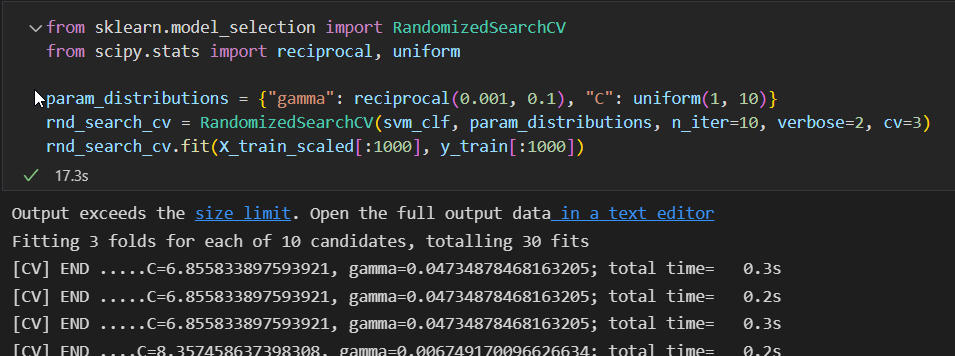 from sklearn.model_selection import RandomizedSearchCV
from scipy.stats import reciprocal, uniform
param_distributions = {"gamma": reciprocal(0.001, 0.1), "C": uniform(1, 10)}
rnd_search_cv = RandomizedSearchCV(svm_clf, param_distributions, n_iter=10, verbose=2, cv=3)
rnd_search_cv.fit(X_train_scaled[:1000], y_train[:1000])
17.3s
Output exceeds the size limit. Open the full output data in a text editor
Fitting 3 folds for each of 10 candidates, totalling 30 fits
[CV] END .....C=6.855833897593921, gamma=0.04734878468163205; total time=   0.3s
[CV] END .....C=6.855833897593921, gamma=0.04734878468163205; total time=   0.2s
[CV] END .....C=6.855833897593921, gamma=0.04734878468163205; total time=   0.3s
[CV] END ....C=8.357458637398308, gamma=0.006749170096626634; total time=   0.2s